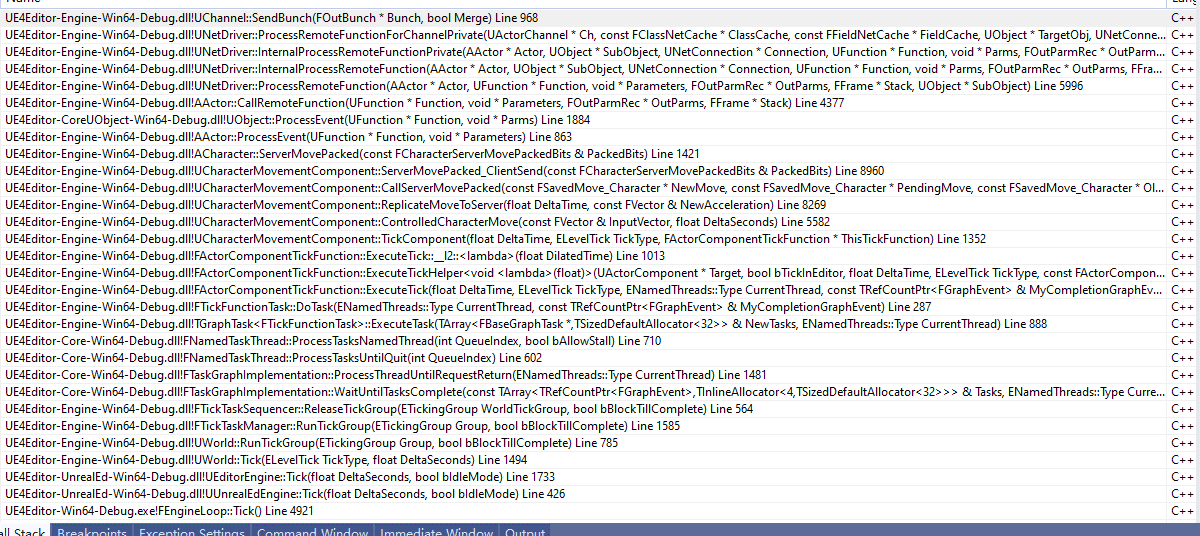 UE4Editor-Engine-Win64-Debug.dll!UChannel::SendBunch(FOutBunch * Bunch, bool Merge) Line 968 C++
UE4Editor-Engine-Win64-Debug.dll!UNetDriver::ProcessRemoteFunctionForChannelPrivate(UActorChannel * Ch, const FClassNetCache * ClassCache, const FFieldNetCache * FieldCache, UObject * TargetObj, UNetConne... C++
UE4Editor-Engine-Win64-Debug.dll!UNetDriver::InternalProcessRemoteFunctionPrivate(AActor * Actor, UObject * SubObject, UNetConnection * Connection, UFunction * Function, void * Parms, FOutParmRec * OutParm... C++
UE4Editor-Engine-Win64-Debug.dll!UNetDriver::InternalProcessRemoteFunction(AActor * Actor, UObject * SubObject, UNetConnection * Connection, UFunction * Function, void * Parms, FOutParmRec * OutParms, FFra... C++
UE4Editor-Engine-Win64-Debug.dll!UNetDriver::ProcessRemoteFunction(AActor * Actor, UFunction * Function, void * Parameters, FOutParmRec * OutParms, FFrame * Stack, UObject * SubObject) Line 5996 C++
UE4Editor-Engine-Win64-Debug.dll!AActor::CallRemoteFunction(UFunction * Function, void * Parameters, FOutParmRec * OutParms, FFrame * Stack) Line 4377 C++
UE4Editor-CoreUObject-Win64-Debug.dll!UObject::ProcessEvent(UFunction * Function, void * Parms) Line 1884 C++
UE4Editor-Engine-Win64-Debug.dll!AActor::ProcessEvent(UFunction * Function, void * Parameters) Line 863 C++
UE4Editor-Engine-Win64-Debug.dll!ACharacter::ServerMovePacked(const FCharacterServerMovePackedBits & PackedBits) Line 1421 C++
UE4Editor-Engine-Win64-Debug.dll!UCharacterMovementComponent::ServerMovePacked_ClientSend(const FCharacterServerMovePackedBits & PackedBits) Line 8960 C++
UE4Editor-Engine-Win64-Debug.dll!UCharacterMovementComponent::CallServerMovePacked(const FSavedMove_Character * NewMove, const FSavedMove_Character * PendingMove, const FSavedMove_Character * Ol... C++
UE4Editor-Engine-Win64-Debug.dll!UCharacterMovementComponent::ReplicateMoveToServer(float DeltaTime, const FVector & NewAcceleration) Line 8269 C++
UE4Editor-Engine-Win64-Debug.dll!UCharacterMovementComponent::ControlledCharacterMove(const FVector & InputVector, float DeltaSeconds) Line 5582 C++
UE4Editor-Engine-Win64-Debug.dll!UCharacterMovementComponent::TickComponent(float DeltaTime, ELevelTick TickType, FActorComponentTickFunction * ThisTickFunction) Line 1352 C++
UE4Editor-Engine-Win64-Debug.dll!FActorComponentTickFunction::ExecuteTick::__l2::<lambda>(float DilatedTime) Line 1013 C++
UE4Editor-Engine-Win64-Debug.dll!FActorComponentTickFunction::ExecuteTickHelper<void <lambda>(float)>(UActorComponent * Target, bool bTickInEditor, float DeltaTime, ELevelTick TickType, const FActorCompon... C++
UE4Editor-Engine-Win64-Debug.dll!FActorComponentTickFunction::ExecuteTick(float DeltaTime, ELevelTick TickType, ENamedThreads::Type CurrentThread, const TRefCountPtr<FGraphEvent> & MyCompletionGraphEv... C++
UE4Editor-Engine-Win64-Debug.dll!FTickFunctionTask::DoTask(ENamedThreads::Type CurrentThread, const TRefCountPtr<FGraphEvent> & MyCompletionGraphEvent) Line 287 C++
UE4Editor-Engine-Win64-Debug.dll!TGraphTask<FTickFunctionTask>::ExecuteTask(TArray<FBaseGraphTask *,TSizedDefaultAllocator<32>> & NewTasks, ENamedThreads::Type CurrentThread) Line 888 C++
UE4Editor-Core-Win64-Debug.dll!FNamedTaskThread::ProcessTasksNamedThread(int QueueIndex, bool bAllowStall) Line 710 C++
UE4Editor-Core-Win64-Debug.dll!FNamedTaskThread::ProcessTasksUntilQuit(int QueueIndex) Line 602 C++
UE4Editor-Core-Win64-Debug.dll!FTaskGraphImplementation::ProcessThreadUntilRequestReturn(ENamedThreads::Type CurrentThread) Line 1481 C++
UE4Editor-Core-Win64-Debug.dll!FTaskGraphImplementation::WaitUntilTasksComplete(const TArray<TRefCountPtr<FGraphEvent>,TInlineAllocator<4,TSizedDefaultAllocator<32>>> & Tasks, ENamedThreads::Type Curre... C++
UE4Editor-Engine-Win64-Debug.dll!FTickTaskSequencer::ReleaseTickGroup(ETickingGroup WorldTickGroup, bool bBlockTillComplete) Line 564 C++
UE4Editor-Engine-Win64-Debug.dll!FTickTaskManager::RunTickGroup(ETickingGroup Group, bool bBlockTillComplete) Line 1585 C++
UE4Editor-Engine-Win64-Debug.dll!UWorld::RunTickGroup(ETickingGroup Group, bool bBlockTillComplete) Line 785 C++
UE4Editor-Engine-Win64-Debug.dll!UWorld::Tick(ELevelTick TickType, float DeltaSeconds) Line 1494 C++
UE4Editor-UnrealEd-Win64-Debug.dll!UEditorEngine::Tick(float DeltaSeconds, bool bIdleMode) Line 1733 C++
UE4Editor-UnrealEd-Win64-Debug.dll!UUnrealEdEngine::Tick(float DeltaSeconds, bool bIdleMode) Line 426 C++
UE4Editor-Win64-Debug.exe!FEngineLoop::Tick() Line 4921 C++
all Stack Breakpoints Exception Settings Command Window Immediate Window Output